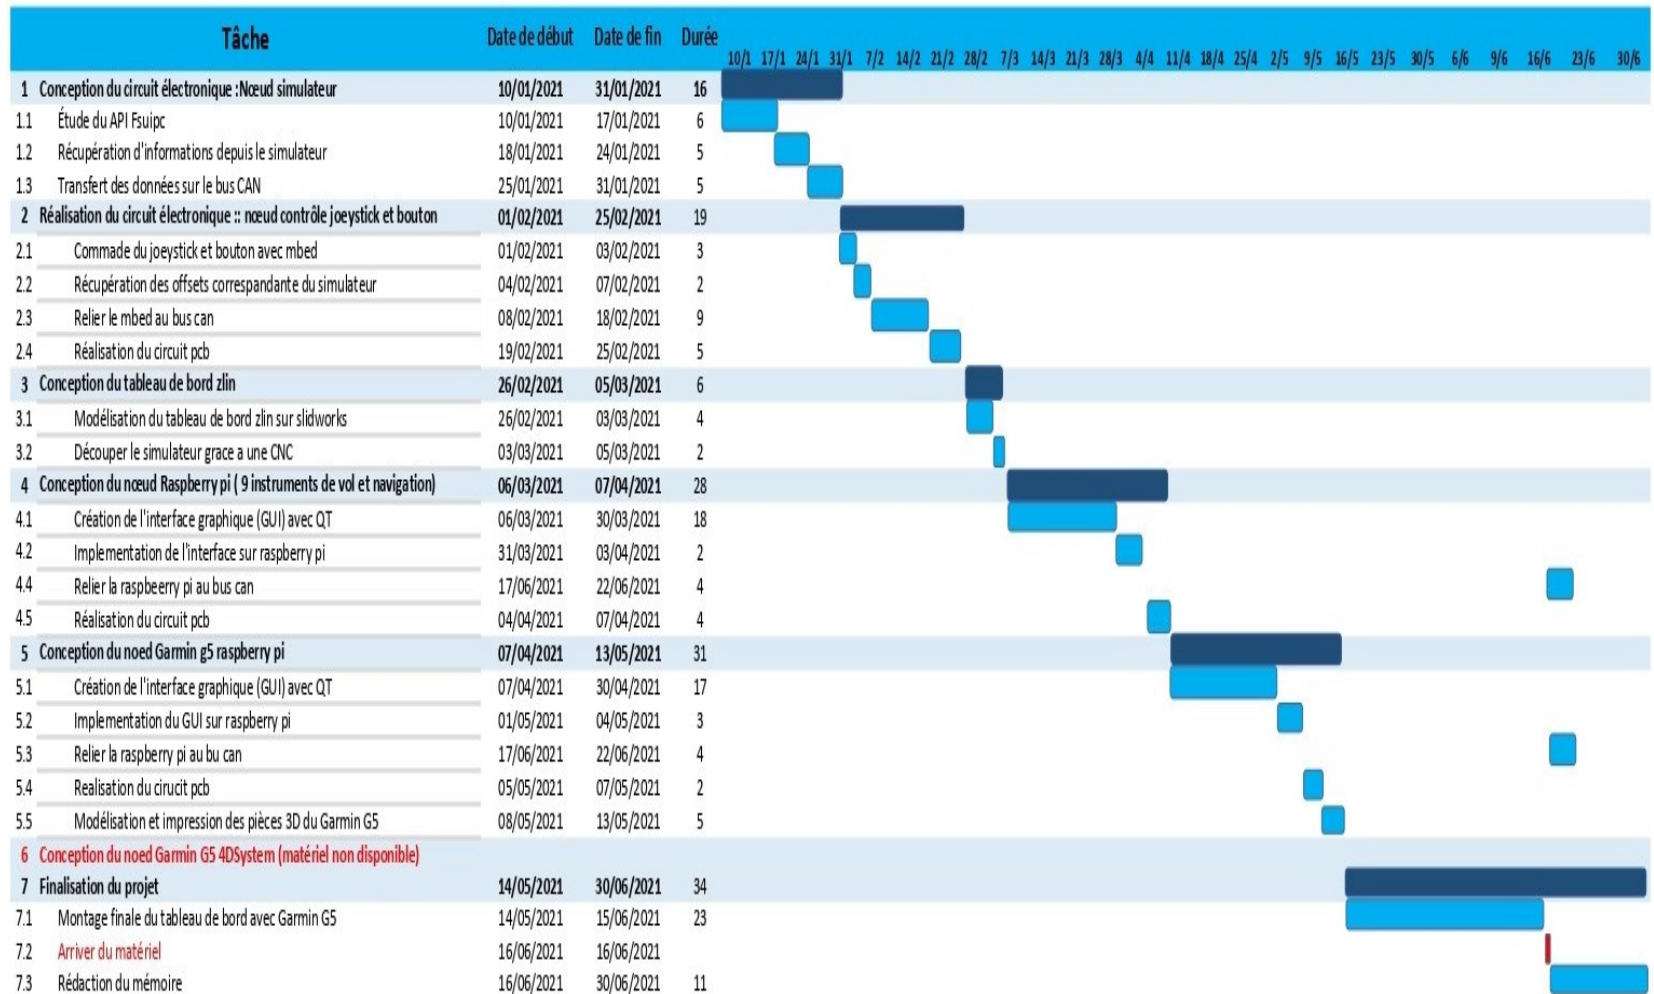 Tâche Date de début Date de fin Durée 10/1 17/1 24/1 31/1 7/2 14/2 21/2 28/2 7/3 14/3 21/3 28/3 4/4 11/4 18/4 25/4 2/5 9/5 16/5 23/5 30/5 6/6 9/6 16/6 23/6 30/6
1 Conception du circuit électronique :Nœud simulateur 10/01/2021 31/01/2021 16
1.1 Étude du API Fsuipc 10/01/2021 17/01/2021 6
1.2 Récupération d'informations depuis le simulateur 18/01/2021 24/01/2021 5
1.3 Transfert des données sur le bus CAN 25/01/2021 31/01/2021 5
2 Réalisation du circuit électronique :: nœud contrôle joeystick et bouton 01/02/2021 25/02/2021 19
2.1 Commade du joeystick et bouton avec mbed 01/02/2021 03/02/2021 3
2.2 Récupération des offsets correspandante du simulateur 04/02/2021 07/02/2021 2
2.3 Relier le mbed au bus can 08/02/2021 18/02/2021 9
2.4 Réalisation du circuit pcb 19/02/2021 25/02/2021 5
3 Conception du tableau de bord zlin 26/02/2021 05/03/2021 6
3.1 Modélisation du tableau de bord zlin sur slidworks 26/02/2021 03/03/2021 4
3.2 Découper le simulateur grace a une CNC 03/03/2021 05/03/2021 2
4 Conception du nœud Raspberry pi ( 9 instruments de vol et navigation) 06/03/2021 07/04/2021 28
4.1 Création de l'interface graphique (GUI) avec QT 06/03/2021 30/03/2021 18
4.2 Implementation de l'interface sur raspberry pi 31/03/2021 03/04/2021 2
4.4 Relier la raspbeerry pi au bus can 17/06/2021 22/06/2021 4
4.5 Réalisation du circuit pcb 04/04/2021 07/04/2021 4
5 Conception du noed Garmin g5 raspberry pi 07/04/2021 13/05/2021 31
5.1 Création de l'interface graphique (GUI) avec QT 07/04/2021 30/04/2021 17
5.2 Implementation du GUI sur raspberry pi 01/05/2021 04/05/2021 3
5.3 Relier la raspberry pi au bu can 17/06/2021 22/06/2021 4
5.4 Realisation du cirucit pcb 05/05/2021 07/05/2021 2
5.5 Modélisation et impression des pièces 3D du Garmin G5 08/05/2021 13/05/2021 5
6 Conception du noed Garmin G5 4DSystem (matériel non disponible)
7 Finalisation du projet 14/05/2021 30/06/2021 34
7.1 Montage finale du tableau de bord avec Garmin G5 14/05/2021 15/06/2021 23
7.2 Arriver du matériel 16/06/2021 16/06/2021
7.3 Rédaction du mémoire 16/06/2021 30/06/2021 11